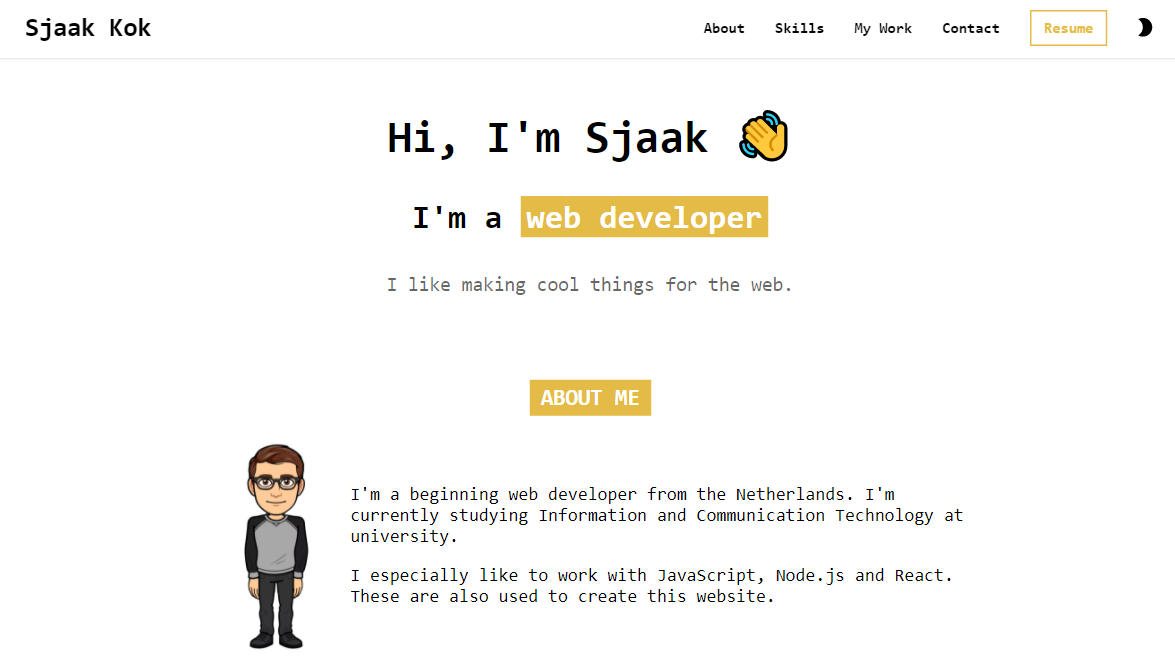 Sjaak Kok
About Skills My Work Contact Resume
Hi, I'm Sjaak 👋
I'm a web developer
I like making cool things for the web.
ABOUT ME
I'm a beginning web developer from the Netherlands. I'm
currently studying Information and Communication Technology at
university.
I especially like to work with JavaScript, Node.js and React.
These are also used to create this website.